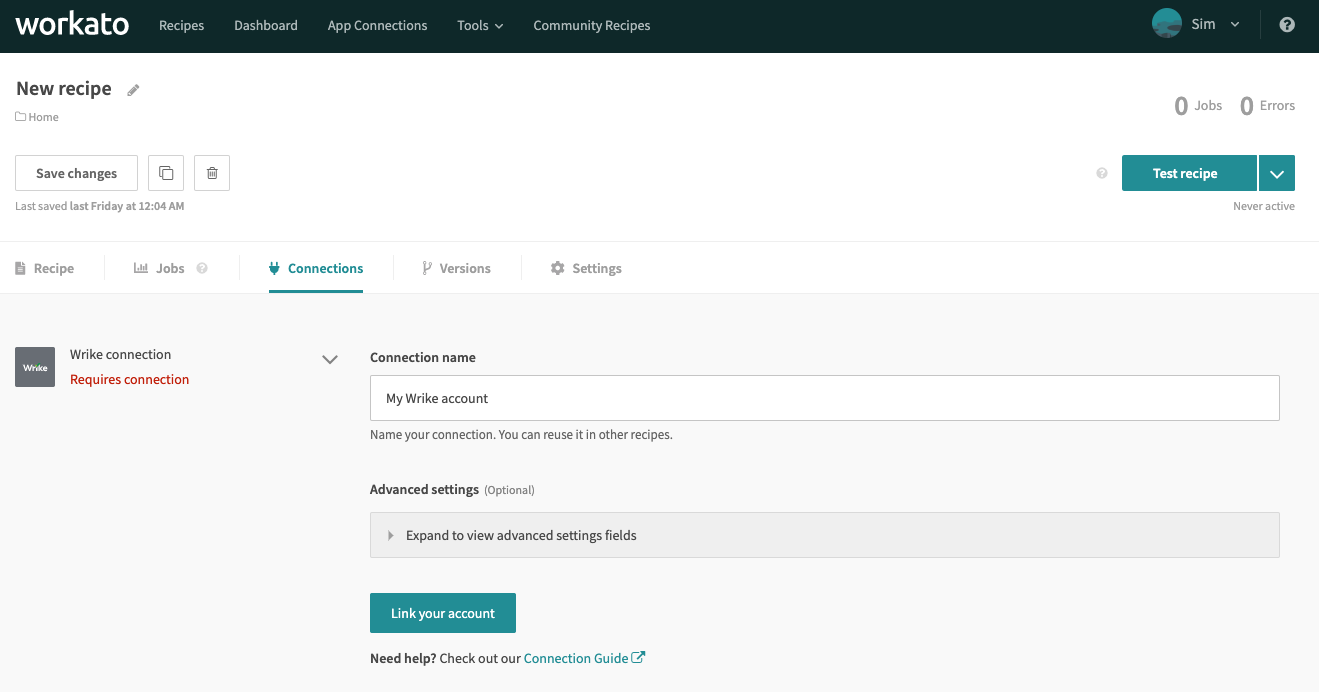 workato Recipes Dashboard App Connections Tools Community Recipes Sim
New recipe
Home
0 Jobs 0 Errors
Save changes
Test recipe
Last saved last Friday at 12:04 AM
Never active
Recipe Jobs Connections Versions Settings
Wrike
Wrike connection
Requires connection
Connection name
My Wrike account
Name your connection. You can reuse it in other recipes.
Advanced settings (Optional)
Expand to view advanced settings fields
Link your account
Need help? Check out our Connection Guide